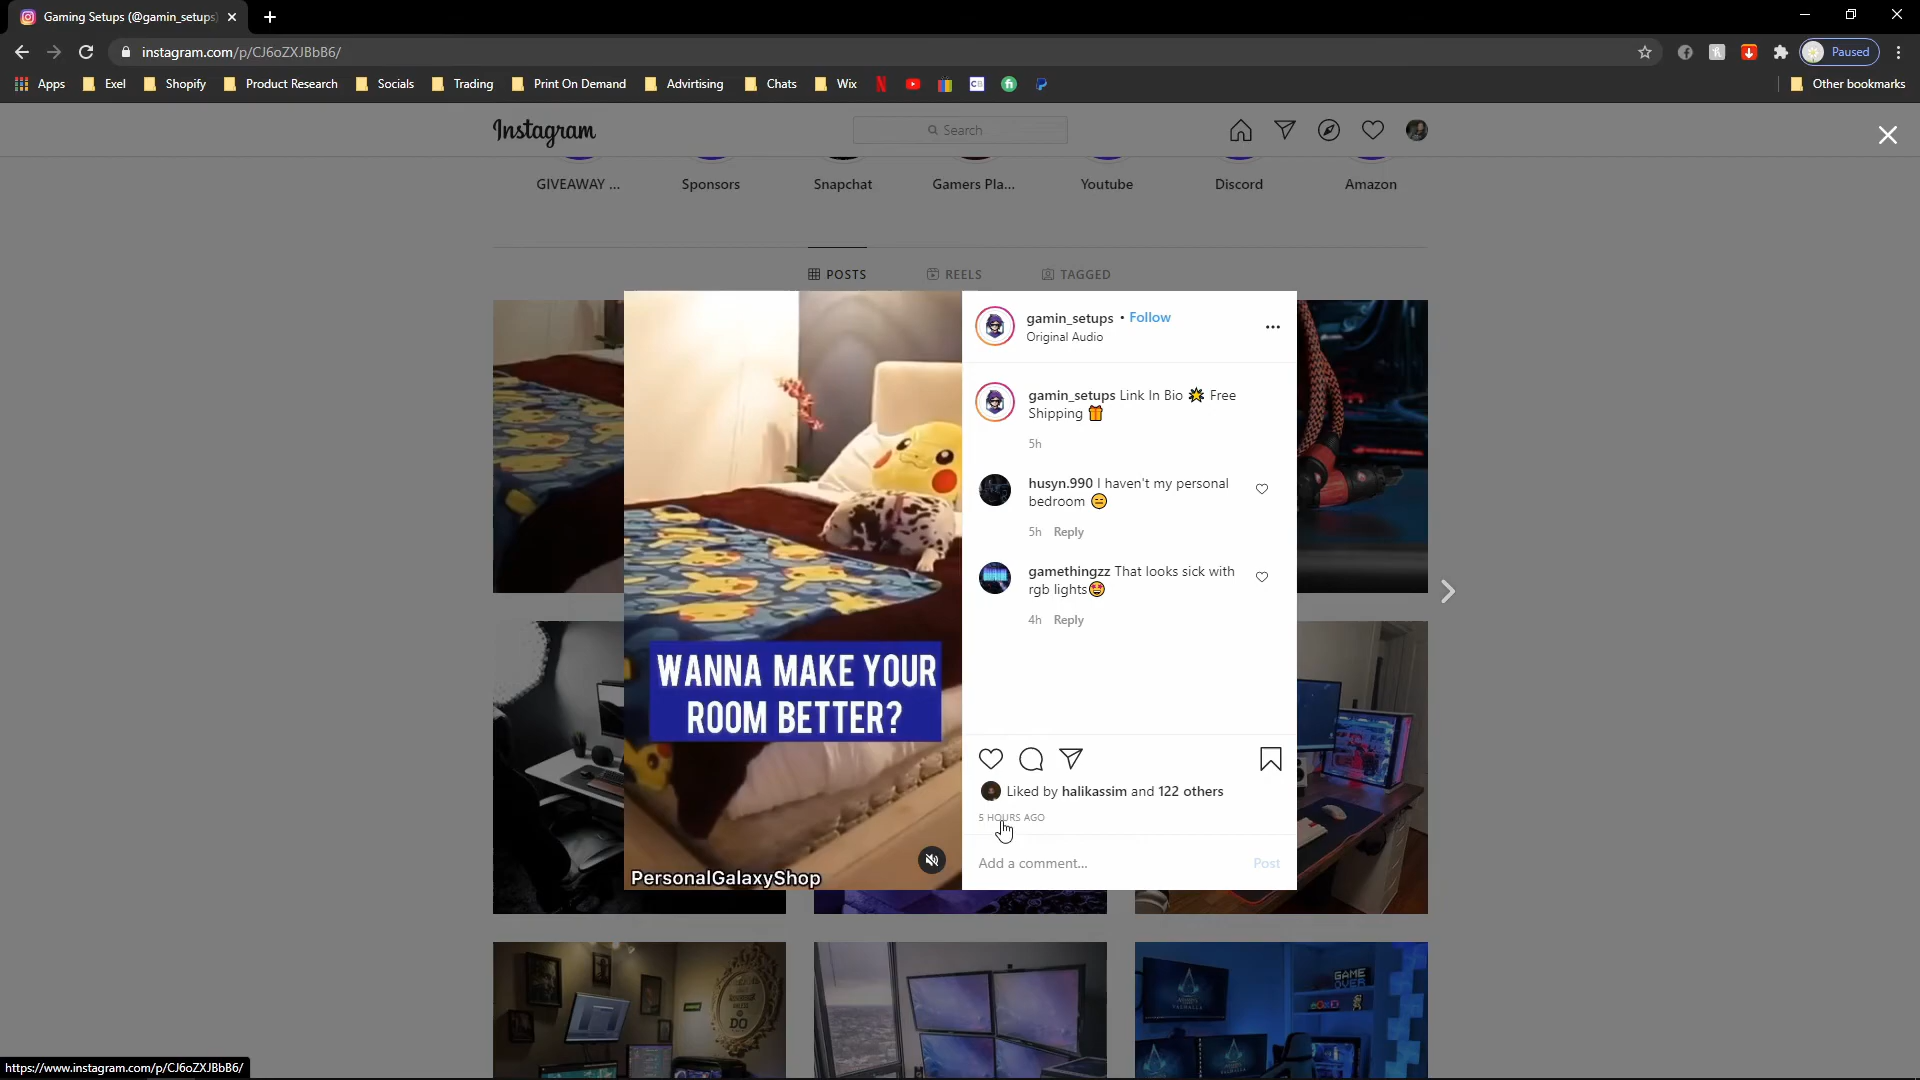 Gaming Setups (@gamin_setups)
instagram.com/p/CJ6oZXJBbB6/
Paused
Apps
Exel
Shopify
Product Research
Socials
Trading
Print On Demand
Advirtising
Chats
Wix
Other bookmarks
Instagram
Search
GIVEAWAY ...
Sponsors
Snapchat
Gamers Pla...
Youtube
Discord
Amazon
POSTS
REELS
TAGGED
gamin_setups • Follow
Original Audio
gamin_setups Link In Bio 🌟 Free
Shipping 🎁
5h
husyn.990 I haven't my personal
bedroom 😑
5h Reply
gamethingzz That looks sick with
rgb lights🤩
4h Reply
WANNA MAKE YOUR
ROOM BETTER?
PersonalGalaxyShop
Liked by halikassim and 122 others
5 HOURS AGO
Add a comment...
Post
GAME
OVER
https://www.instagram.com/p/CJ6oZXJBbB6/